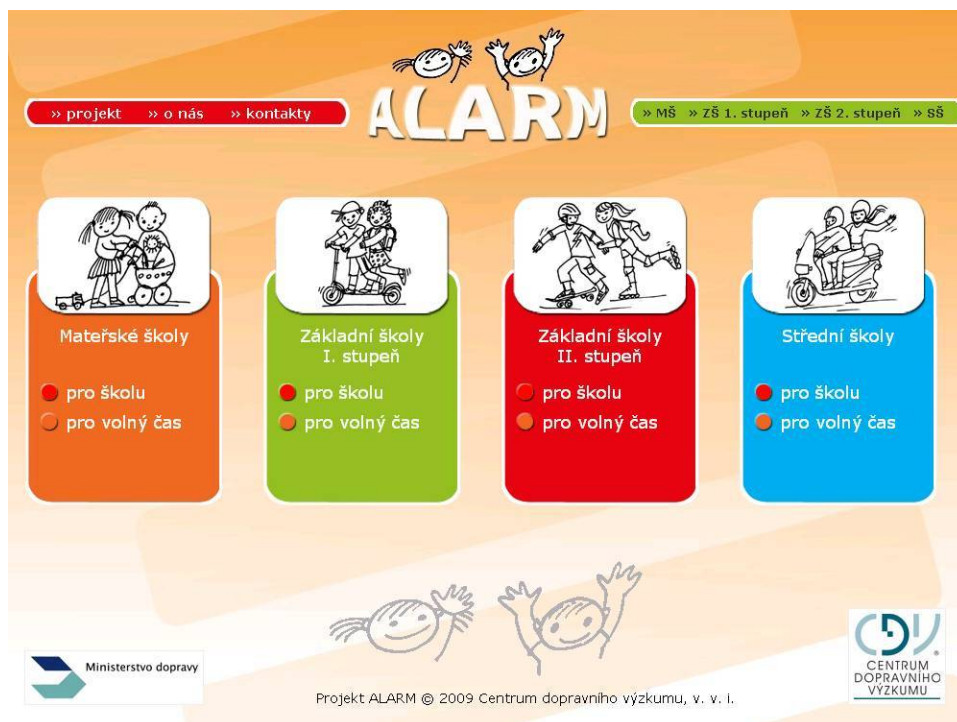 ALARM
» projekt » o nás » kontakty
» MŠ » ZŠ 1. stupeň » ZŠ 2. stupeň » SŠ
Mateřské školy
pro školu
pro volný čas
Základní školy
I. stupeň
pro školu
pro volný čas
Základní školy
II. stupeň
pro školu
pro volný čas
Střední školy
pro školu
pro volný čas
Ministerstvo dopravy
Projekt ALARM © 2009 Centrum dopravního výzkumu, v. v. i.
CDV
CENTRUM
DOPRAVNÍHO
VÝZKUMU